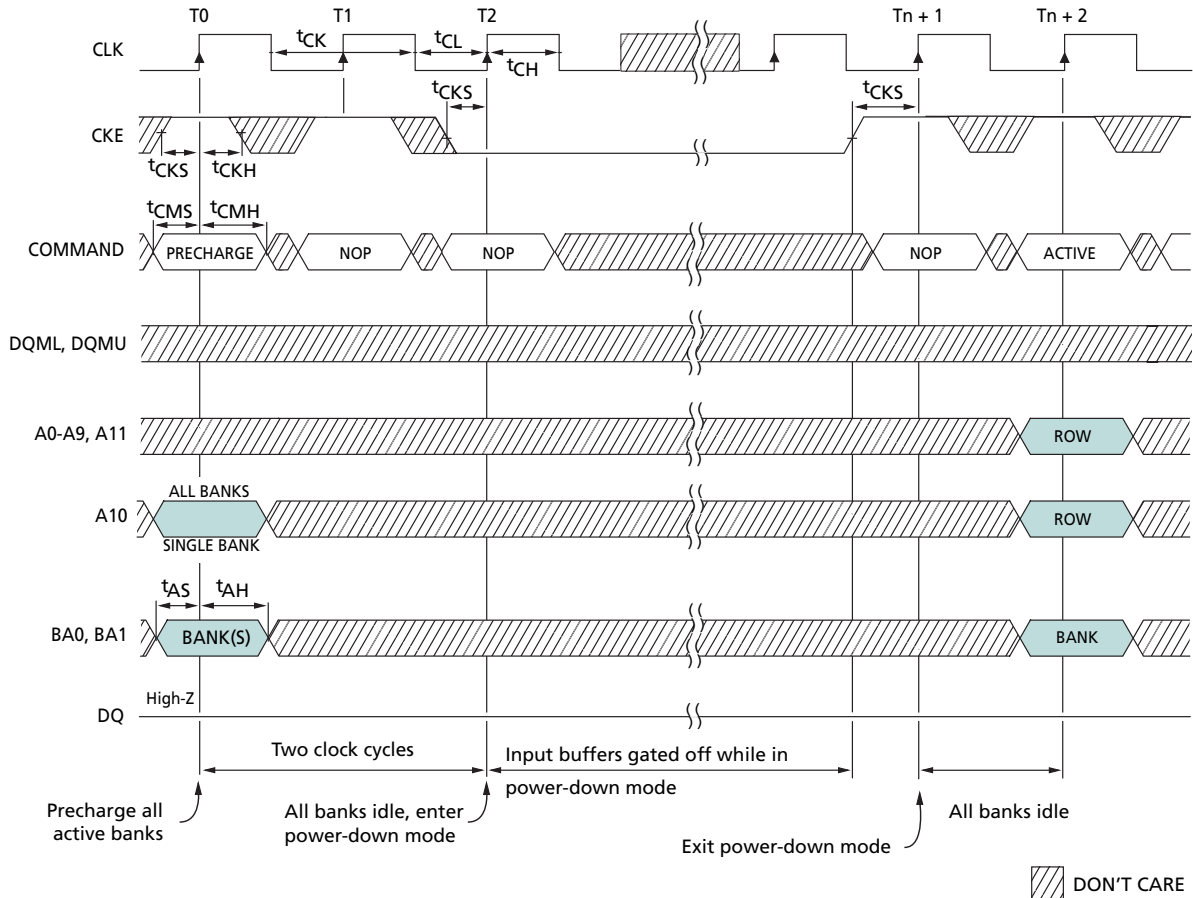 T0 T1 T2 Tn + 1 Tn + 2
CLK
tCK tCL
tCH
tCKS tCKS
CKE
tCKS tCKH
tCMS tCMH
COMMAND PRECHARGE NOP NOP NOP ACTIVE
DQML, DQMU
A0-A9, A11 ROW
ALL BANKS
A10 ROW
SINGLE BANK
tAS tAH
BA0, BA1 BANK(S) BANK
High-Z
DQ
Two clock cycles
Input buffers gated off while in
power-down mode
Precharge all
active banks
All banks idle, enter
power-down mode
All banks idle
Exit power-down mode
DON'T CARE